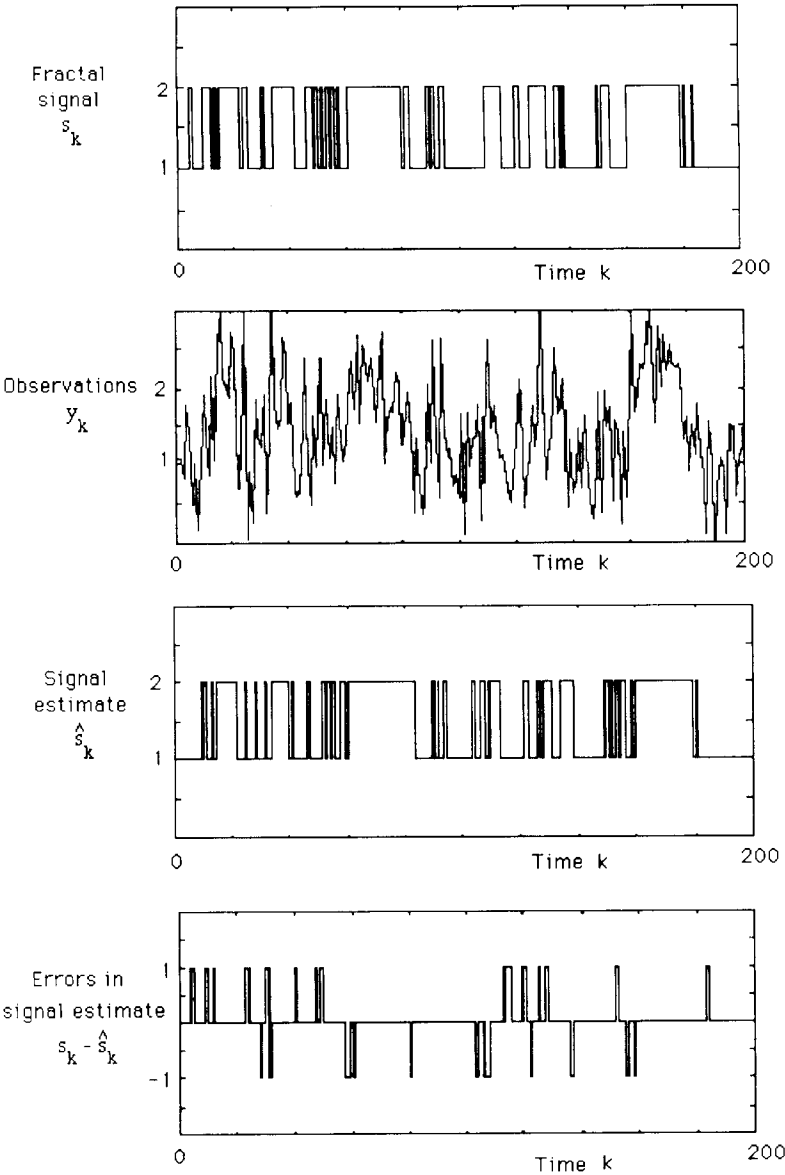 Fractal
signal
s_k
2
1
0
Time k
200
Observations
y_k
2
1
0
Time k
200
Signal
estimate
ŝ_k
2
1
0
Time k
200
Errors in
signal estimate
s_k - ŝ_k
1
-1
0
Time k
200